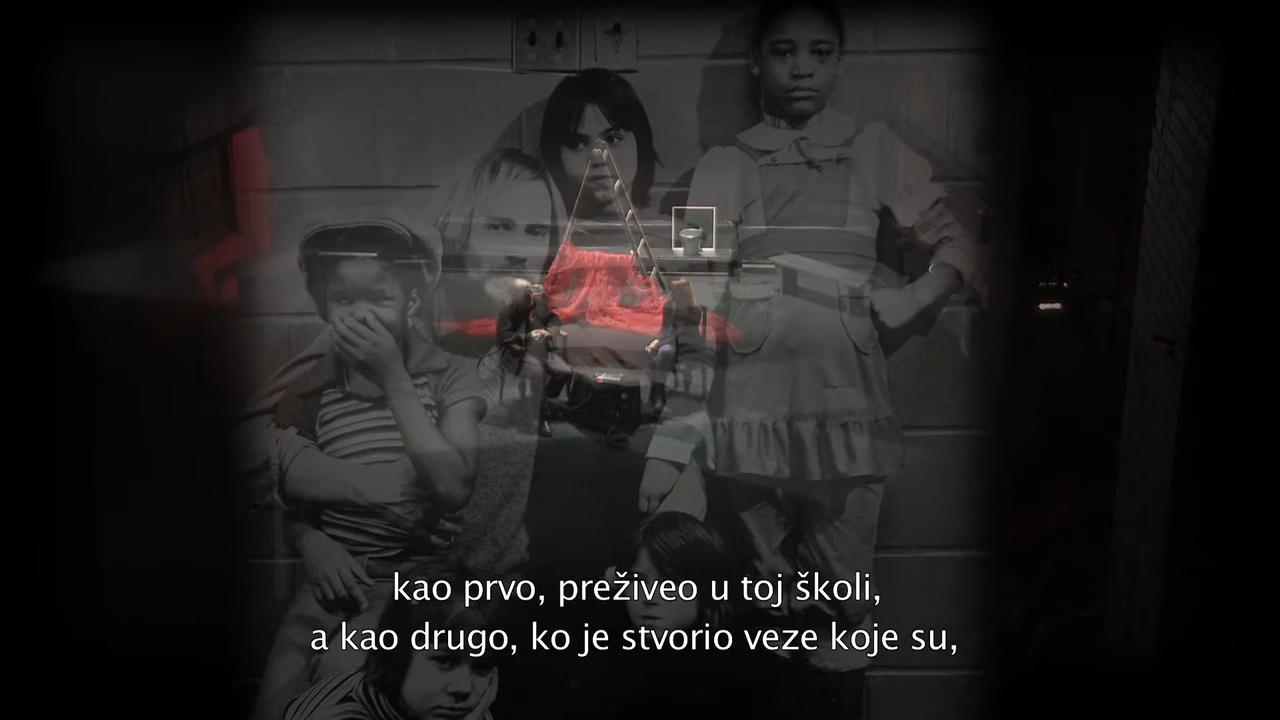 kao prvo, preživeo u toj školi,
a kao drugo, ko je stvorio veze koje su,